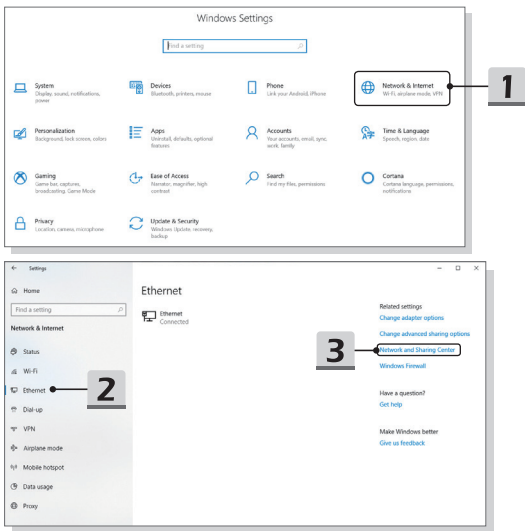 Windows Settings
Find a setting
System
Display, sound, notifications,
power
Devices
Bluetooth, printers, mouse
Phone
Link your Android, iPhone
Network & Internet
Wi-Fi, airplane mode, VPN
1
Personalization
Background, lock screen, colors
Apps
Uninstall, defaults, optional
features
Accounts
Your accounts, email, sync,
work, family
Time & Language
Speech, region, date
Gaming
Game bar, captures,
broadcasting, Game Mode
Ease of Access
Narrator, magnifier, high
contrast
Search
Find my files, permissions
Cortana
Cortana language, permissions,
notifications
Privacy
Location, camera, microphone
Update & Security
Windows Update, recovery,
backup
Settings
Home
Find a setting
Network & Internet
Status
Wi-Fi
Ethernet
2
Dial-up
VPN
Airplane mode
Mobile hotspot
Data usage
Proxy
Ethernet
Ethernet
Connected
Related settings
Change adapter options
Change advanced sharing options
3
Network and Sharing Center
Windows Firewall
Have a question?
Get help
Make Windows better
Give us feedback